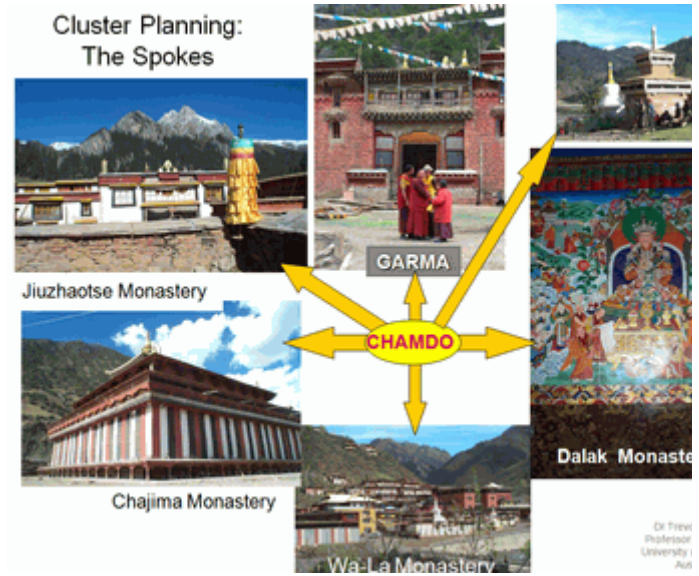 Cluster Planning:
The Spokes
Jiuzhaotse Monastery
GARMA
CHAMDO
Chajima Monastery
Dalak Monaste
Wa-La Monastery
Dr Trev
Professor
University
Aus